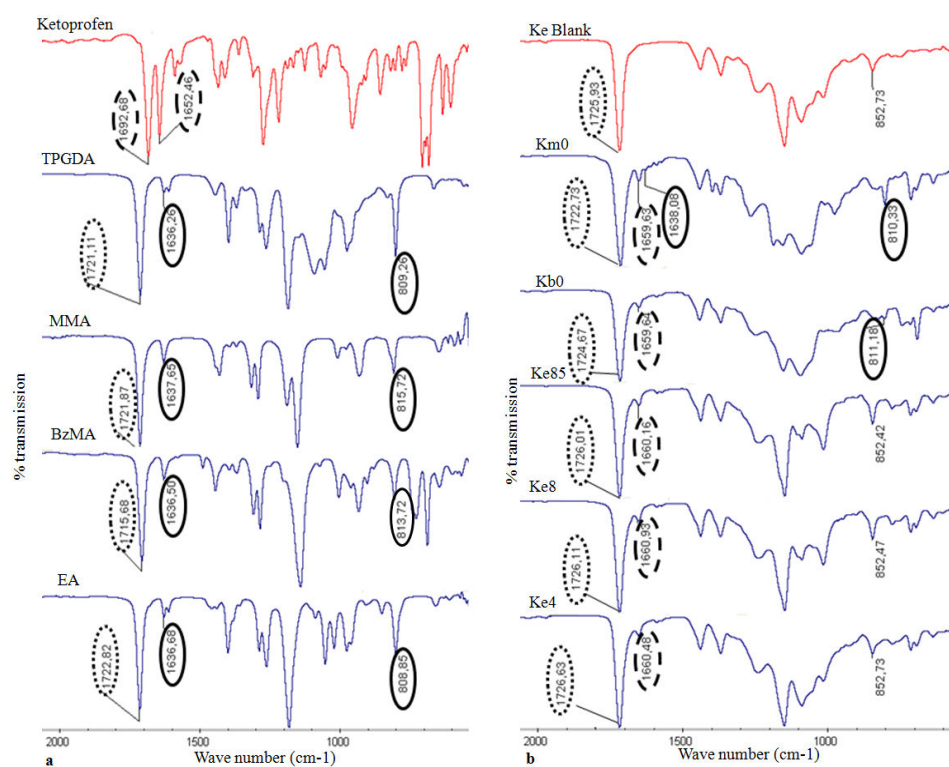 Ketoprofen
1692,68
1652,46
TPGDA
1721,11
1636,26
809,26
MMA
1721,87
1637,65
815,72
BzMA
1715,68
1636,50
813,72
EA
1722,82
1636,68
808,85
% transmission
2000
1500
1000
Wave number (cm-1)
a
Ke Blank
1725,93
852,73
Km0
1722,73
1659,63
1638,08
810,33
Kb0
1724,67
1659,64
811,18
Ke85
1726,01
1660,16
852,42
Ke8
1726,11
1660,93
852,47
Ke4
1726,63
1660,48
852,73
% transmission
2000
1500
1000
Wave number (cm-1)
b